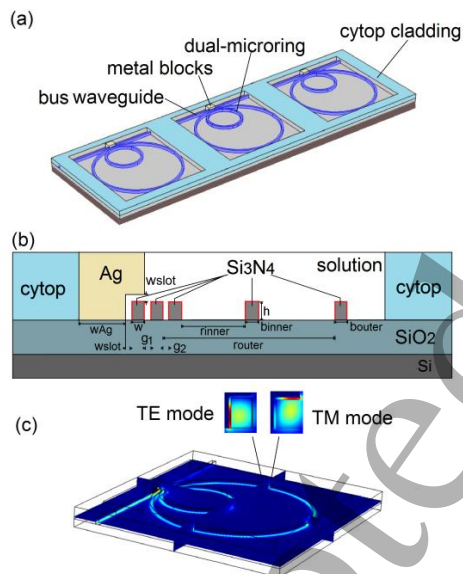 (a)
dual-microring
cytop cladding
metal blocks
bus waveguide
(b)
Ag
wslot
Si3N4
solution
cytop
cytop
wAg
w
h
rinner
binner
bouter
wslot
g1
g2
router
SiO2
Si
(c)
TE mode
TM mode